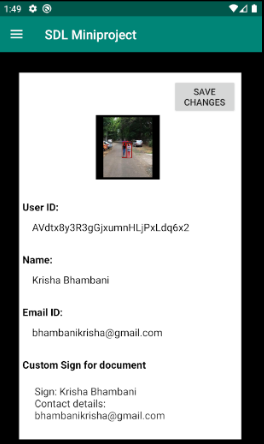 1:49
SDL Miniproject
SAVE
CHANGES
User ID:
AVdtx8y3R3gGjxumnHLjPxLdq6x2
Name:
Krisha Bhambani
Email ID:
bhambanikrisha@gmail.com
Custom Sign for document
Sign: Krisha Bhambani
Contact details:
bhambanikrisha@gmail.com